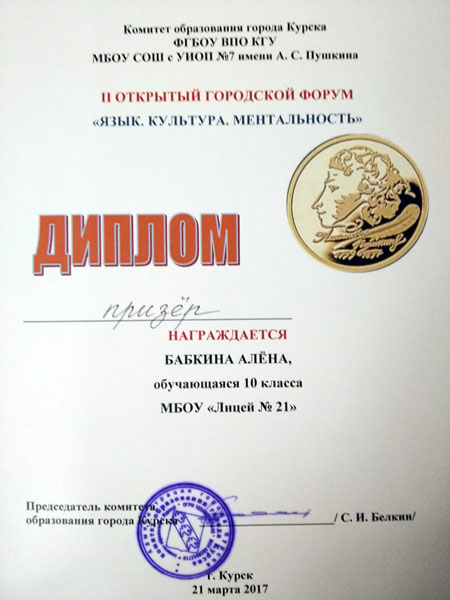 Комитет образования города Курска
ФГБОУ ВПО КГУ
МБОУ СОШ с УИОП №7 имени А. С. Пушкина
II ОТКРЫТЫЙ ГОРОДСКОЙ ФОРУМ
«ЯЗЫК. КУЛЬТУРА. МЕНТАЛЬНОСТЬ»
ДИПЛОМ
призёр
НАГРАЖДАЕТСЯ
БАБКИНА АЛЁНА,
обучающаяся 10 класса
МБОУ «Лицей № 21»
Председатель комитета
образования города Курска / С. И. Белкин/
г. Курск
21 марта 2017